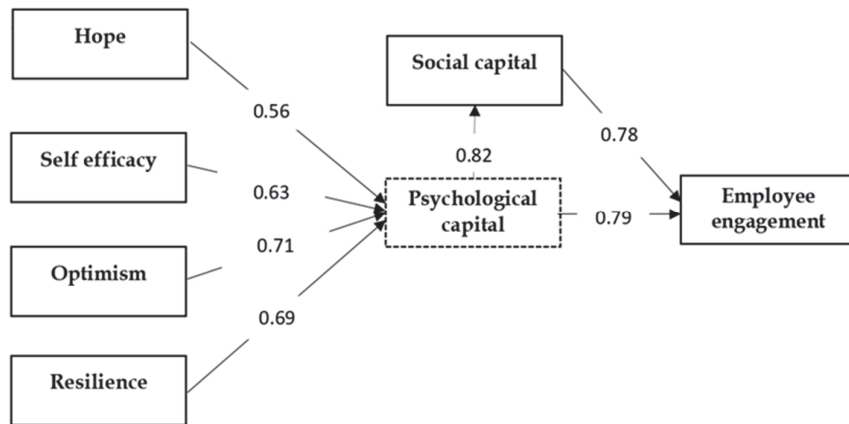 Hope
Social capital
0.56
0.78
Self efficacy
0.82
0.63
Psychological
capital
Employee
engagement
0.79
0.71
Optimism
0.69
Resilience